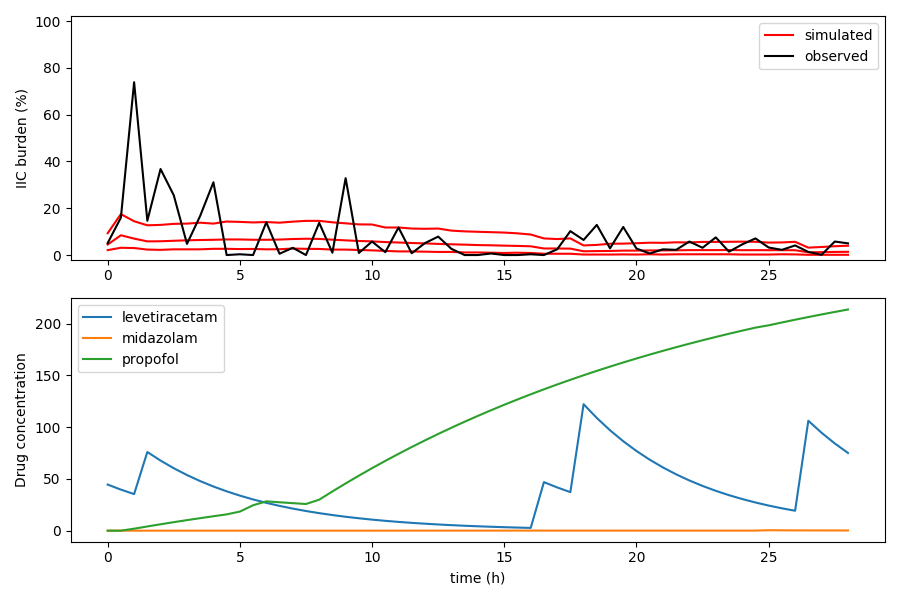 100
80
60
40
20
0
IIC burden (%)
simulated
observed
0
5
10
15
20
25
200
150
100
50
0
Drug concentration
levetiracetam
midazolam
propofol
0
5
10
15
20
25
time (h)